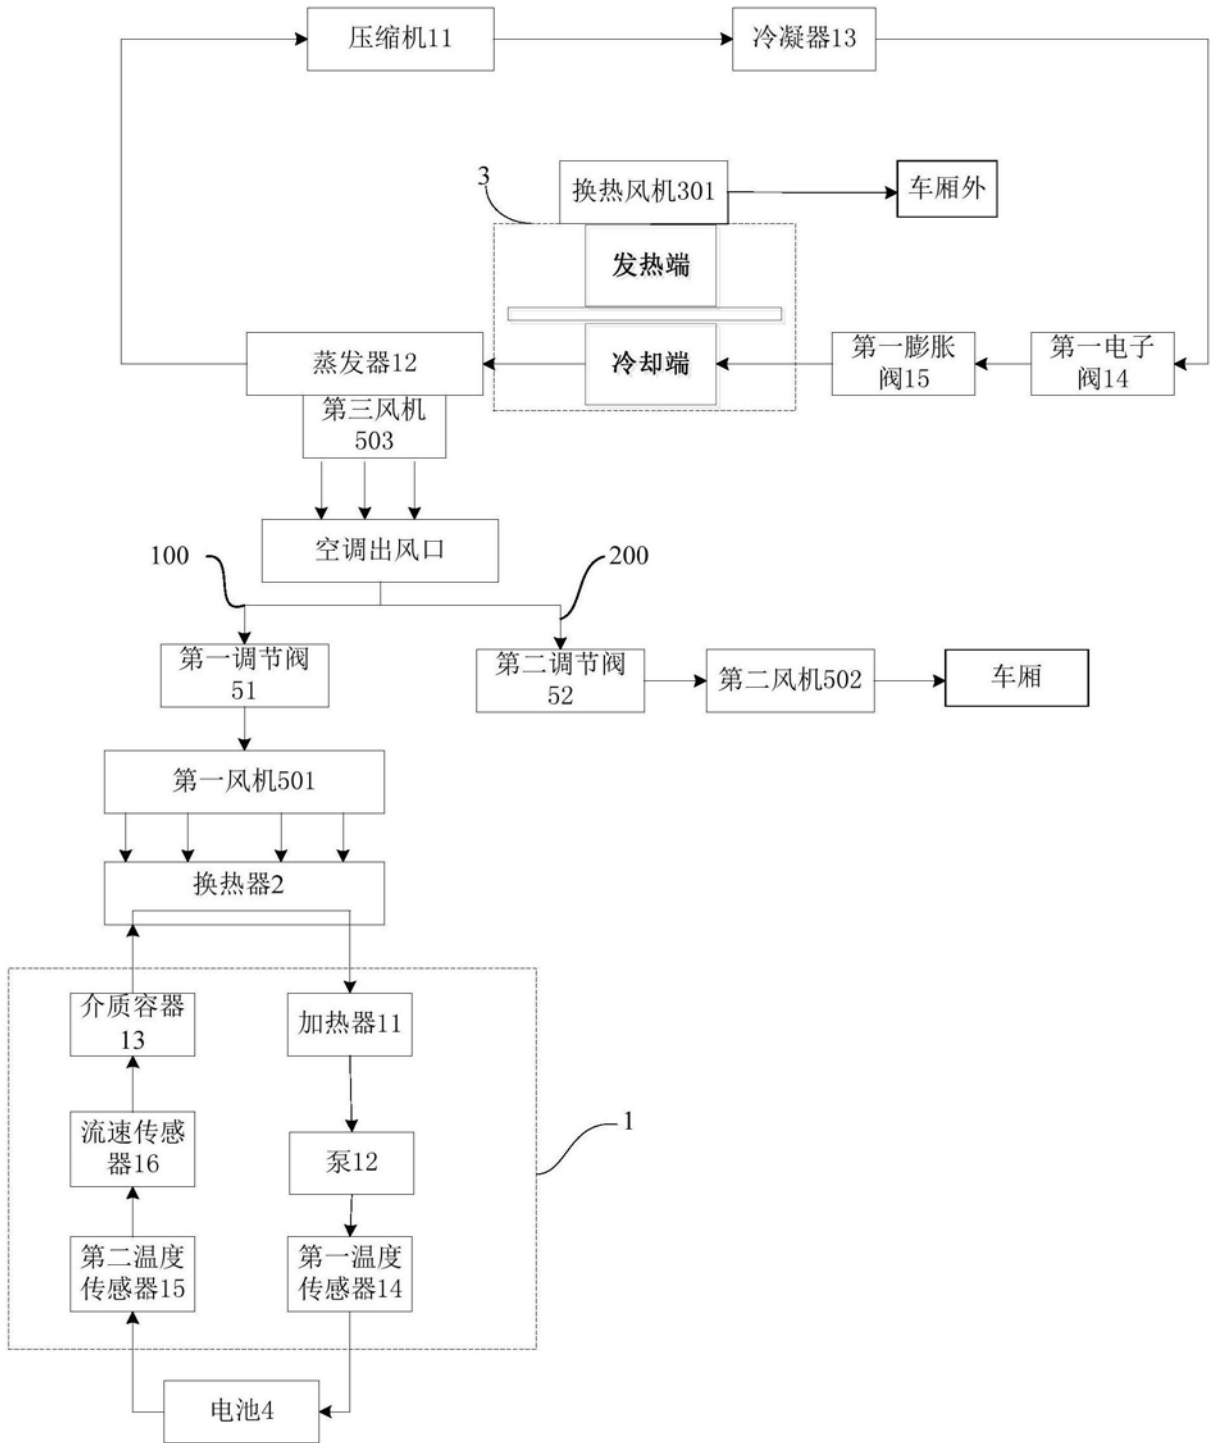 压缩机11
冷凝器13
3
换热风机301
车厢外
发热端
蒸发器12
冷却端
第一膨胀
阀15
第一电子
阀14
第三风机
503
空调出风口
100
200
第一调节阀
51
第二调节阀
52
第二风机502
车厢
第一风机501
换热器2
介质容器
13
加热器11
流速传感
器16
泵12
1
第二温度
传感器15
第一温度
传感器14
电池4